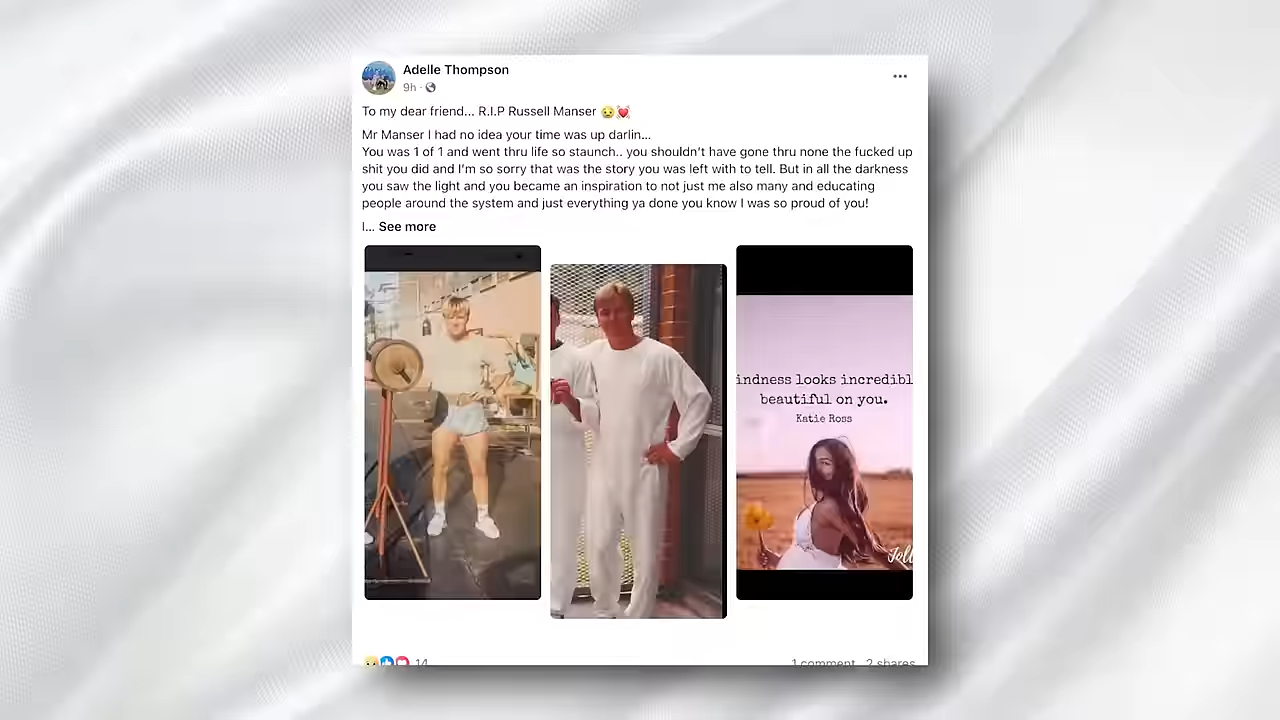 Adelle Thompson
9h ·
To my dear friend... R.I.P Russell Manser 😥💓
Mr Manser I had no idea your time was up darlin...
You was 1 of 1 and went thru life so staunch.. you shouldn't have gone thru none the fucked up
shit you did and I'm so sorry that was the story you was left with to tell. But in all the darkness
you saw the light and you became an inspiration to not just me also many and educating
people around the system and just everything ya done you know I was so proud of you!
I... See more
indness looks incredibl
beautiful on you.
Katie Ross
Joll
14
1 comment 2 shares